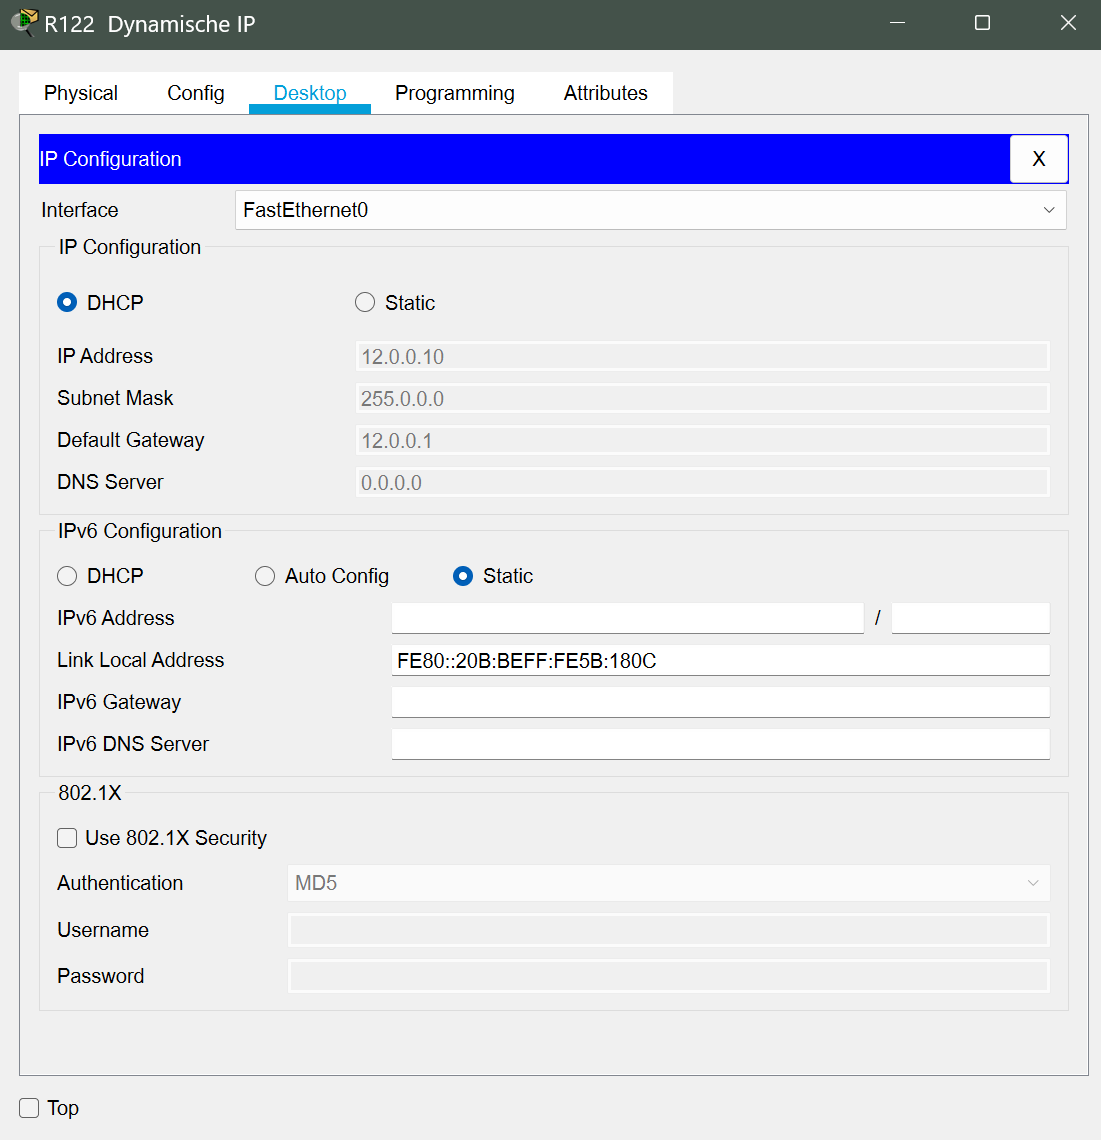 R122 Dynamische IP
Physical Config Desktop Programming Attributes
IP Configuration X
Interface FastEthernet0
IP Configuration
DHCP Static
IP Address 12.0.0.10
Subnet Mask 255.0.0.0
Default Gateway 12.0.0.1
DNS Server 0.0.0.0
IPv6 Configuration
DHCP Auto Config Static
IPv6 Address /
Link Local Address FE80::20B:BEFF:FE5B:180C
IPv6 Gateway
IPv6 DNS Server
802.1X
Use 802.1X Security
Authentication MD5
Username
Password
Top